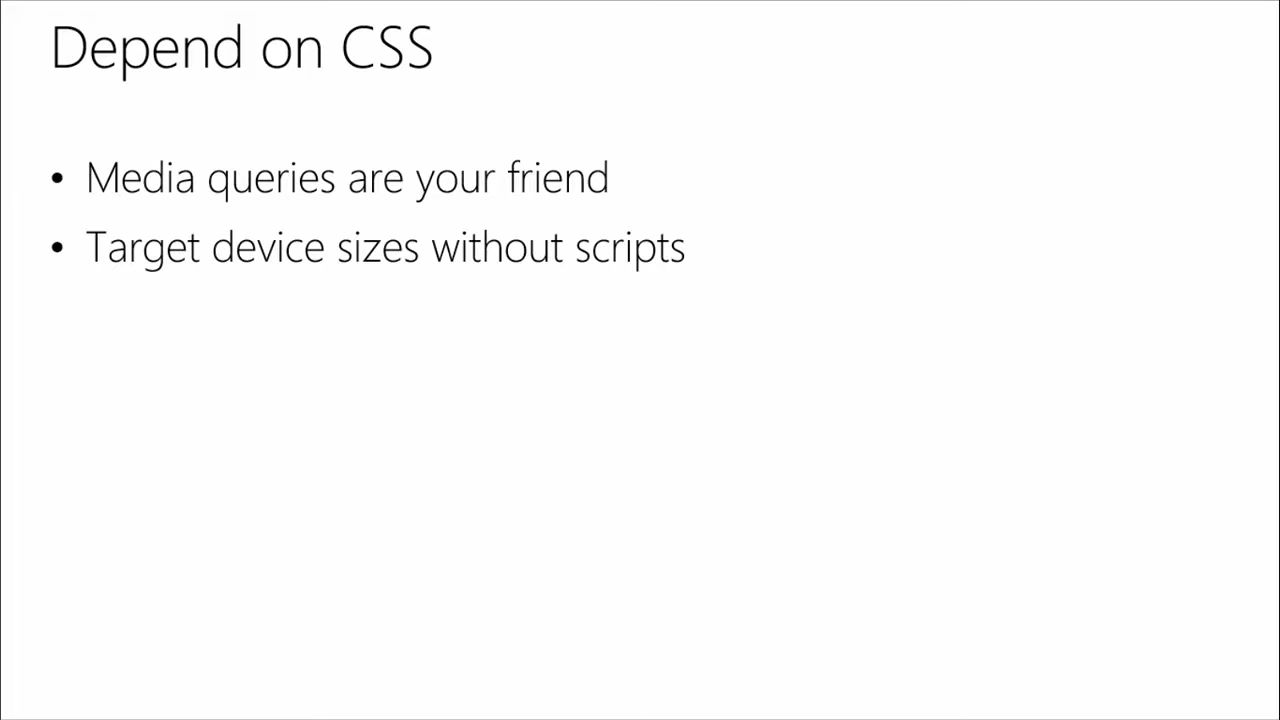 Depend on CSS
• Media queries are your friend
• Target device sizes without scripts